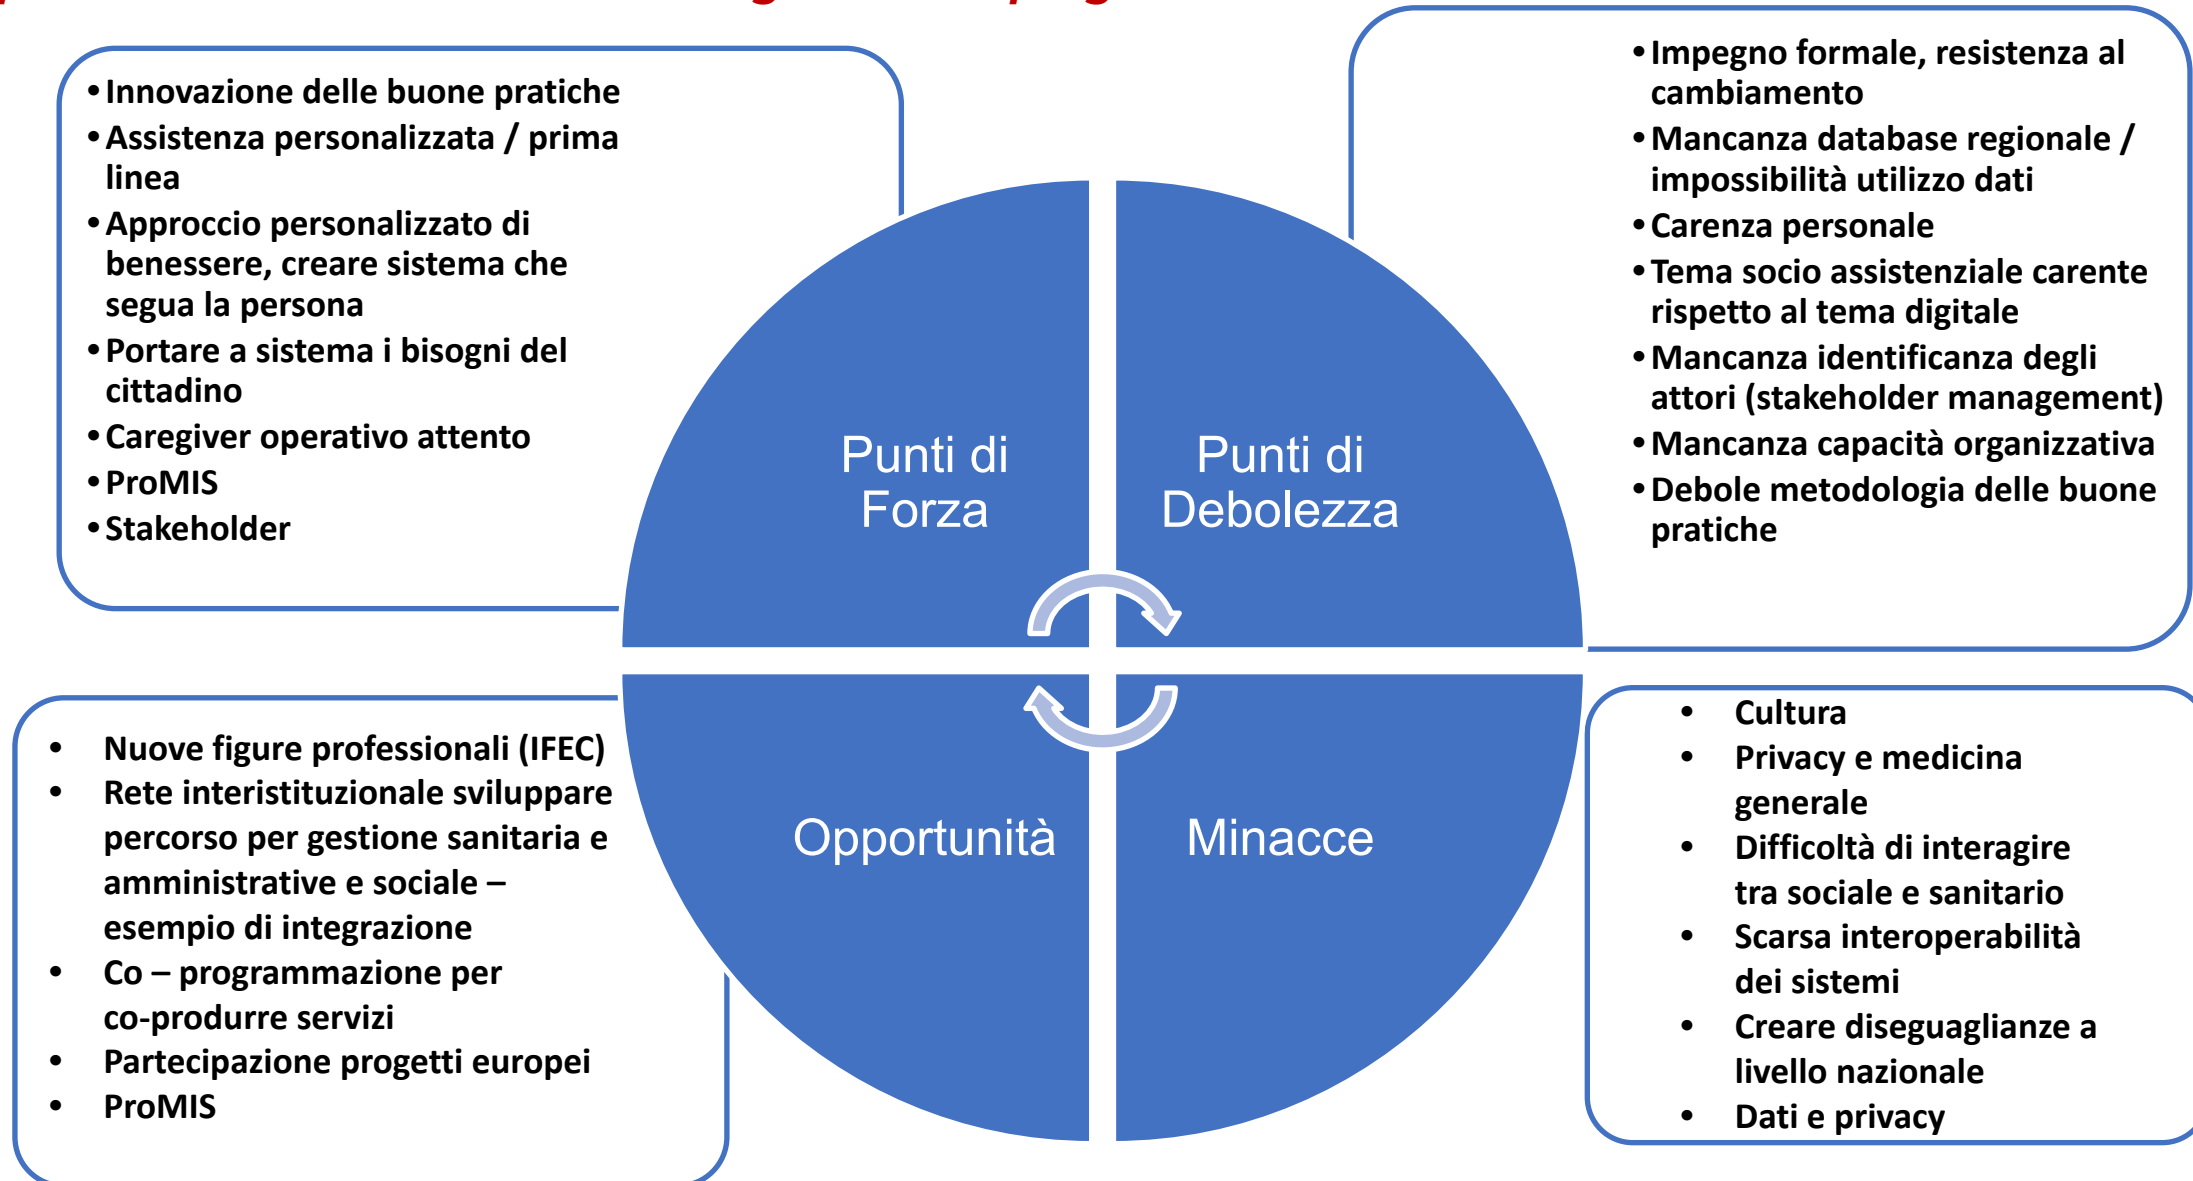 • Innovazione delle buone pratiche
• Assistenza personalizzata / prima
linea
• Approccio personalizzato di
benessere, creare sistema che
segua la persona
• Portare a sistema i bisogni del
cittadino
• Caregiver operativo attento
• ProMIS
• Stakeholder
• Impegno formale, resistenza al
cambiamento
• Mancanza database regionale /
impossibilità utilizzo dati
• Carenza personale
• Tema socio assistenziale carente
rispetto al tema digitale
• Mancanza identificanza degli
attori (stakeholder management)
• Mancanza capacità organizzativa
• Debole metodologia delle buone
pratiche
Punti di
Forza
Punti di
Debolezza
Opportunità
Minacce
• Nuove figure professionali (IFEC)
• Rete interistituzionale sviluppare
percorso per gestione sanitaria e
amministrative e sociale –
esempio di integrazione
• Co – programmazione per
co-produrre servizi
• Partecipazione progetti europei
• ProMIS
• Cultura
• Privacy e medicina
generale
• Difficoltà di interagire
tra sociale e sanitario
• Scarsa interoperabilità
dei sistemi
• Creare diseguaglianze a
livello nazionale
• Dati e privacy